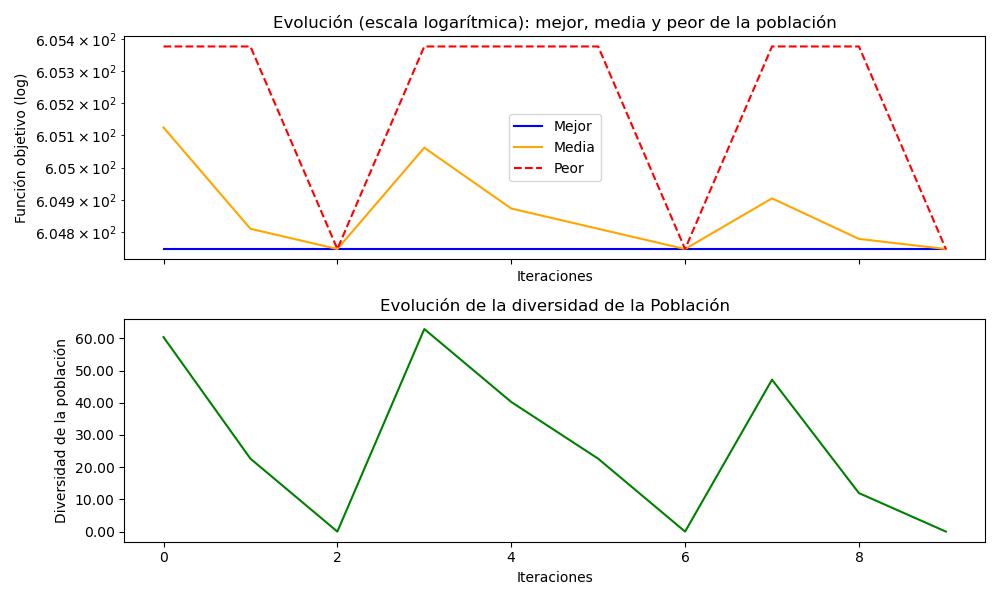 Evolución (escala logarítmica): mejor, media y peor de la población
6.054 × 10²
6.053 × 10²
6.052 × 10²
6.051 × 10²
6.05 × 10²
6.049 × 10²
6.048 × 10²
Función objetivo (log)
Mejor
Media
Peor
Iteraciones
Evolución de la diversidad de la Población
60.00
50.00
40.00
30.00
20.00
10.00
0.00
Diversidad de la población
0 2 4 6 8
Iteraciones